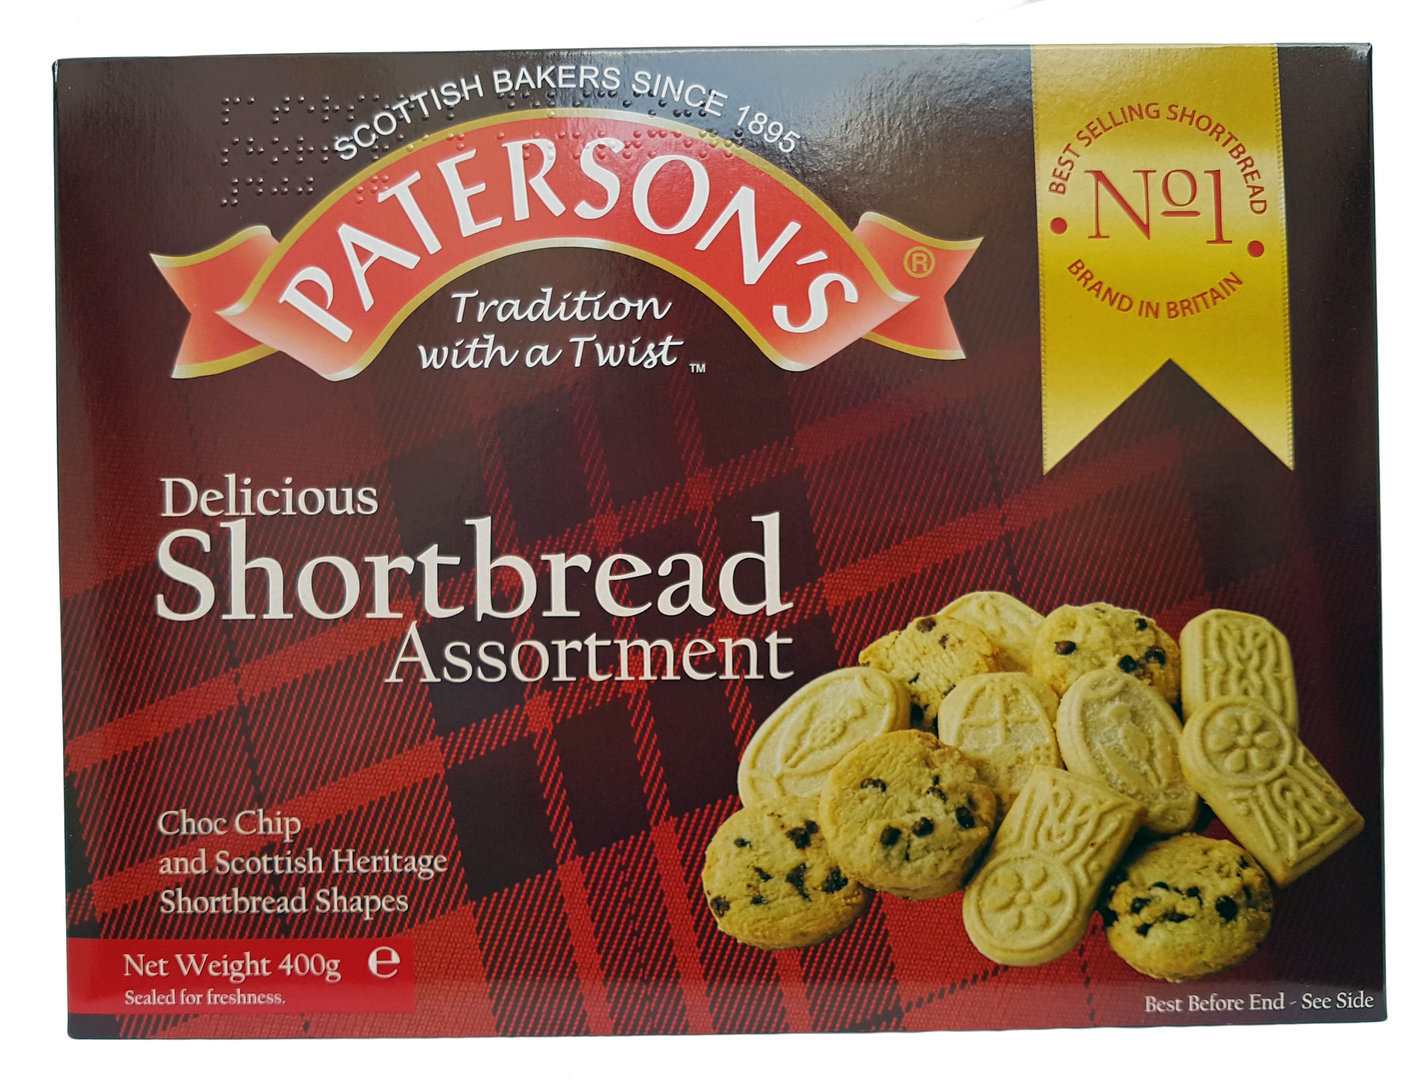 SCOTTISH BAKERS SINCE 1895
PATERSON'S®
Tradition
with a Twist™
BEST SELLING SHORTBREAD
Nº1
BRAND IN BRITAIN
Delicious
Shortbread
Assortment
Choc Chip
and Scottish Heritage
Shortbread Shapes
Net Weight 400g ℮
Sealed for freshness.
Best Before End - See Side